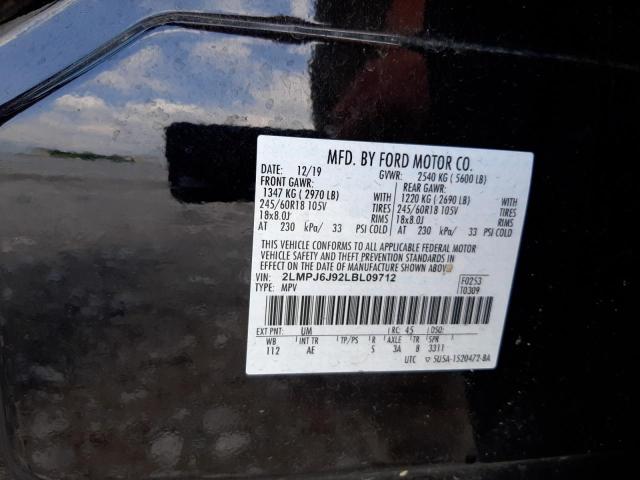 MFD. BY FORD MOTOR CO.
DATE: 12/19 GVWR: 2540 KG ( 5600 LB)
FRONT GAWR: REAR GAWR:
1347 KG ( 2970 LB) 1220 KG ( 2690 LB)
245/60R18 105V TIRES 245/60R18 105V TIRES
18x8.0J RIMS 18x8.0J RIMS
AT 230 kPa/ 33 PSI COLD AT 230 kPa/ 33 PSI COLD
THIS VEHICLE CONFORMS TO ALL APPLICABLE FEDERAL MOTOR
VEHICLE SAFETY AND THEFT PREVENTION STANDARDS IN
EFFECT ON THE DATE OF MANUFACTURE SHOWN ABOVE
VIN: 2LMPJ6J92LBL09712 F0253
TYPE: MPV T0309
EXT PNT: UM RC: 45 DSO:
WB INT TR TP/PS R AXLE TR SPR
112 AE 5 3A 8 3311
UTC 5U5A-1520472-BA